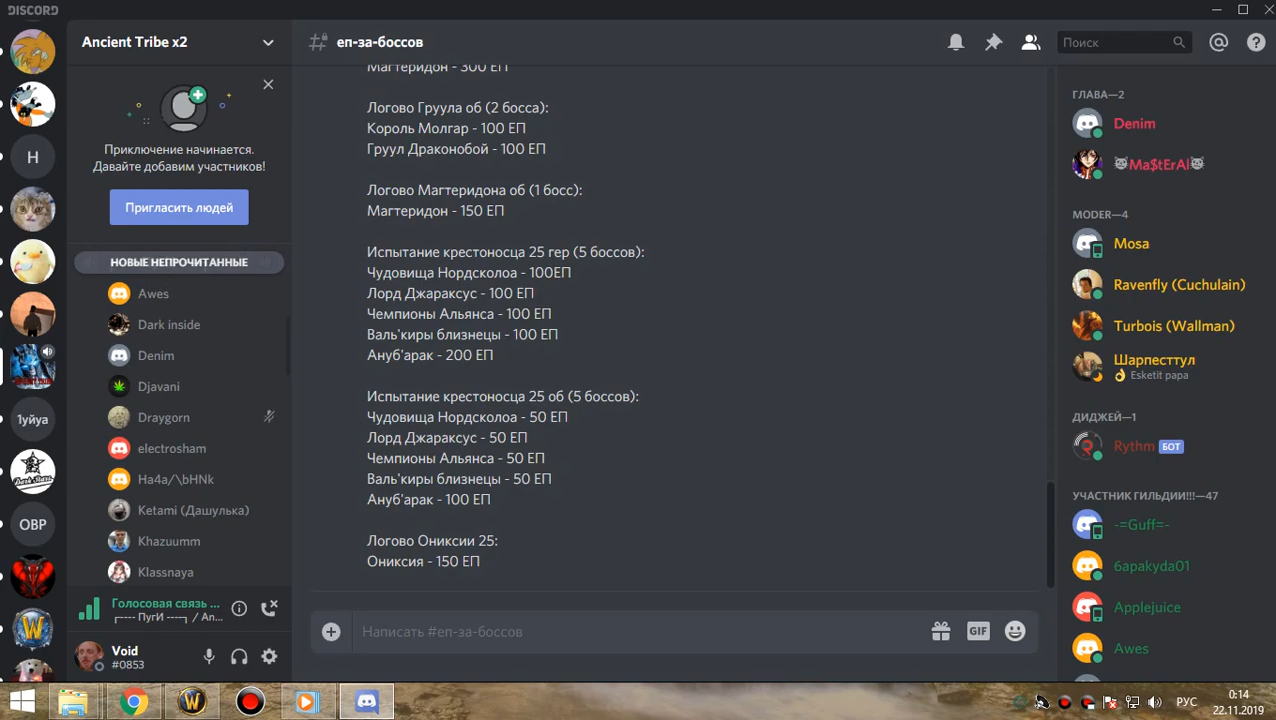 DISCORD
Ancient Tribe x2
Приключение начинается.
Давайте добавим участников!
Пригласить людей
НОВЫЕ НЕПРОЧИТАННЫЕ
Awes
Dark inside
Denim
Djavani
Draygorn
electrosham
Ha4a/\bHNk
Ketami (Дашулька)
Khazuumm
Klassnaya
Голосовая связь ...
┌---- ПугИ ----┐ / An...
Void
#0853
Н
1уйуа
ОВР
еп-за-боссов
Поиск
Магтеридон - 300 ЕП
Логово Груула об (2 босса):
Король Молгар - 100 ЕП
Груул Драконобой - 100 ЕП
Логово Магтеридона об (1 босс):
Магтеридон - 150 ЕП
Испытание крестоносца 25 гер (5 боссов):
Чудовища Нордсколоа - 100ЕП
Лорд Джараксус - 100 ЕП
Чемпионы Альянса - 100 ЕП
Валь'киры близнецы - 100 ЕП
Ануб'арак - 200 ЕП
Испытание крестоносца 25 об (5 боссов):
Чудовища Нордсколоа - 50 ЕП
Лорд Джараксус - 50 ЕП
Чемпионы Альянса - 50 ЕП
Валь'киры близнецы - 50 ЕП
Ануб'арак - 100 ЕП
Логово Ониксии 25:
Ониксия - 150 ЕП
Написать #еп-за-боссов
GIF
ГЛАВА—2
Denim
Ma$tErAl
MODER—4
Mosa
Ravenfly (Cuchulain)
Turbois (Wallman)
Шарпесттул
Esketit papa
ДИДЖЕЙ—1
Rythm БОТ
УЧАСТНИК ГИЛЬДИИ!!!—47
-=Guff=-
6apakyda01
Applejuice
Awes
РУС
0:14
22.11.2019